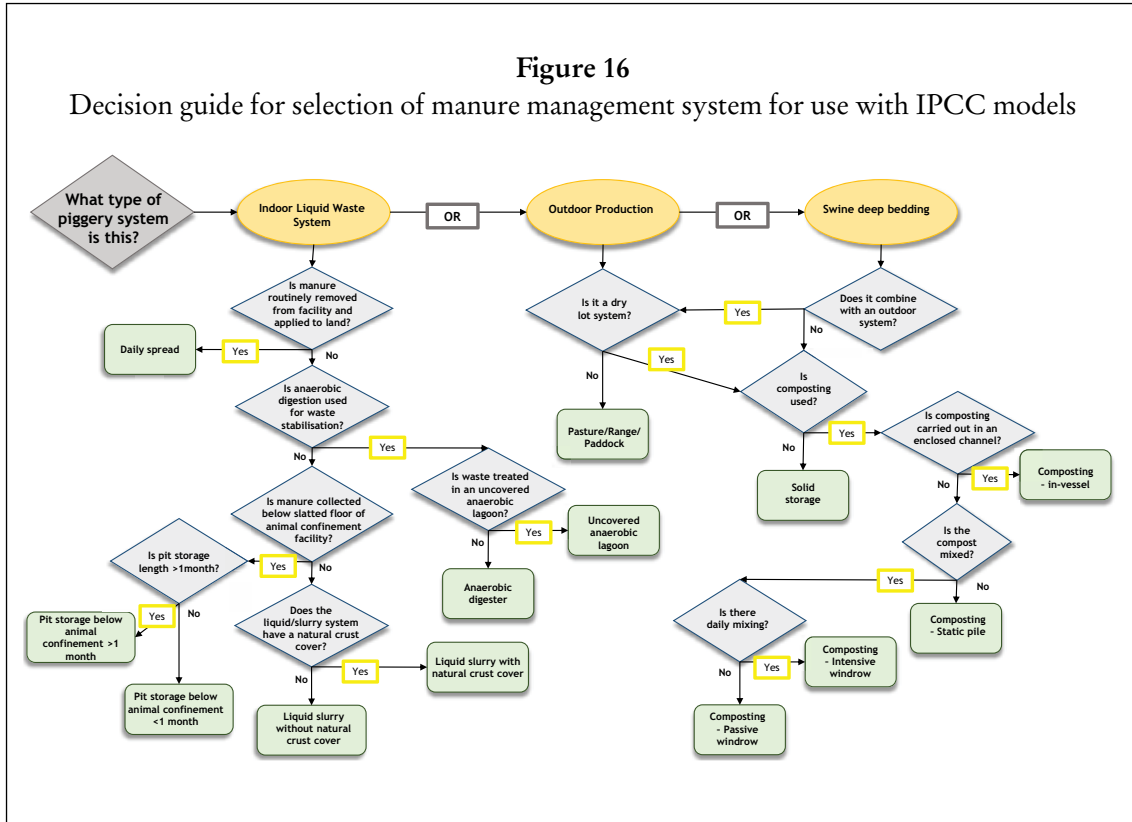 Figure 16
Decision guide for selection of manure management system for use with IPCC models
What type of
piggery system
is this?
Indoor Liquid Waste
System
OR
Outdoor Production
OR
Swine deep bedding
Is manure
routinely removed
from facility and
applied to land?
Is it a dry
lot system?
Yes
Does it combine
with an outdoor
system?
No
Daily spread
Yes
No
Yes
No
Is anaerobic
digestion used
for waste
stabilisation?
Is
composting
used?
Pasture/Range/
Paddock
Yes
No
Is composting
carried out in an
enclosed channel?
Yes
No
Is waste treated
in an uncovered
anaerobic
lagoon?
Solid
storage
Yes
No
Composting
- in-vessel
Is manure collected
below slatted floor of
animal confinement
facility?
Yes
No
Uncovered
anaerobic
lagoon
Is the
compost
mixed?
Is pit storage
length >1month?
Yes
No
Anaerobic
digester
Yes
No
Yes
No
Does the
liquid/slurry system
have a natural crust
cover?
Is there
daily mixing?
Composting
- Static pile
Pit storage below
animal
confinement >1
month
Yes
No
Liquid slurry with
natural crust cover
Yes
No
Composting
- Intensive
windrow
Pit storage below
animal confinement
<1 month
Liquid slurry
without natural
crust cover
Composting
- Passive
windrow